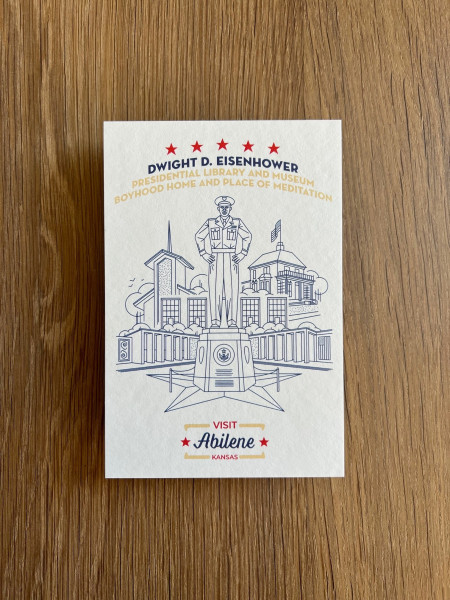 DWIGHT D. EISENHOWER
PRESIDENTIAL LIBRARY AND MUSEUM
BOYHOOD HOME AND PLACE OF MEDITATION
VISIT
Abilene
KANSAS